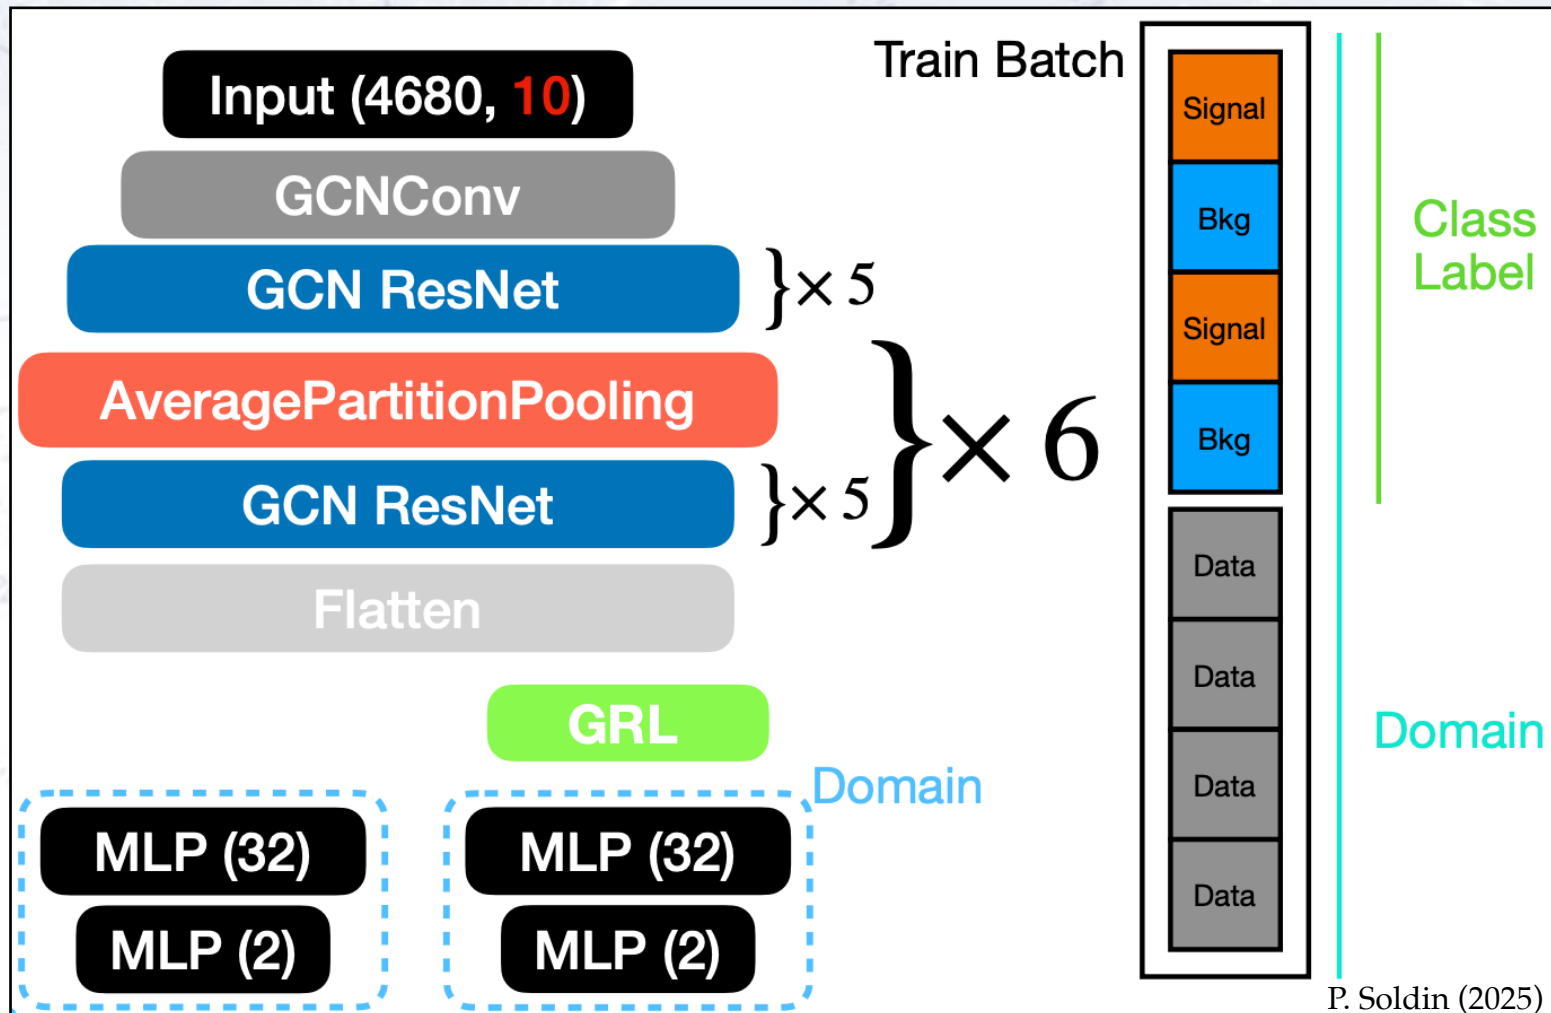 Input (4680, 10)
GCNConv
GCN ResNet
}× 5
AveragePartitionPooling
GCN ResNet
}× 5
}× 6
Flatten
GRL
Domain
MLP (32)
MLP (2)
MLP (32)
MLP (2)
Train Batch
Signal
Bkg
Signal
Bkg
Data
Data
Data
Data
Class
Label
Domain
P. Soldin (2025)